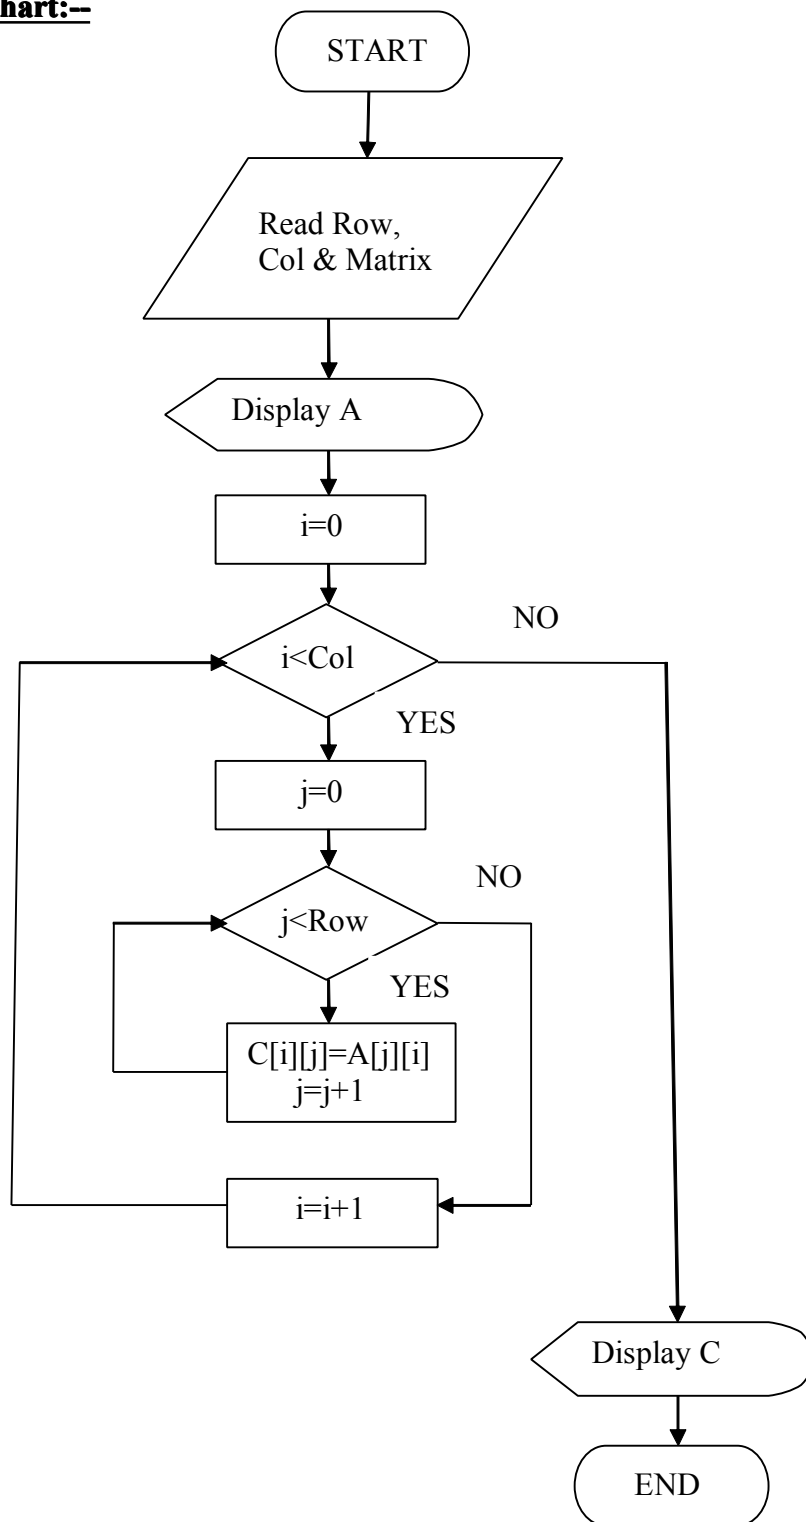 hart:--
START
Read Row,
Col & Matrix
Display A
i=0
NO
i<Col
YES
j=0
NO
j<Row
YES
C[i][j]=A[j][i]
j=j+1
i=i+1
Display C
END